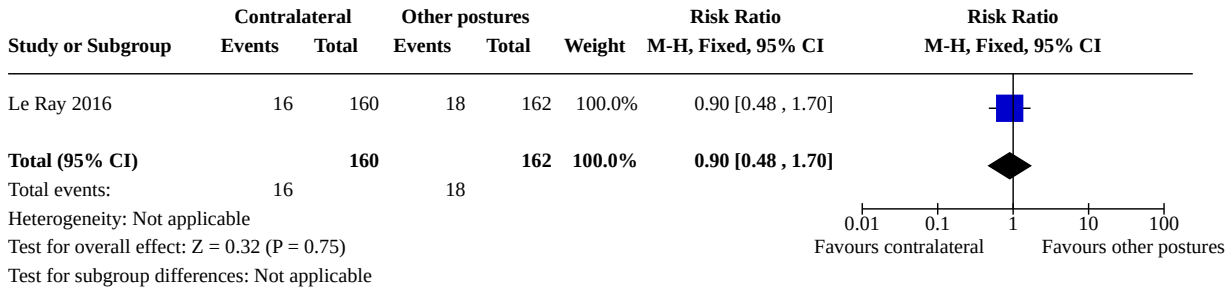 Contralateral Other postures Risk Ratio Risk Ratio
Study or Subgroup Events Total Events Total Weight M-H, Fixed, 95% CI M-H, Fixed, 95% CI
Le Ray 2016 16 160 18 162 100.0% 0.90 [0.48 , 1.70]
Total (95% CI) 160 162 100.0% 0.90 [0.48 , 1.70]
Total events: 16 18
Heterogeneity: Not applicable
0.01 0.1 1 10 100
Test for overall effect: Z = 0.32 (P = 0.75) Favours contralateral Favours other postures
Test for subgroup differences: Not applicable